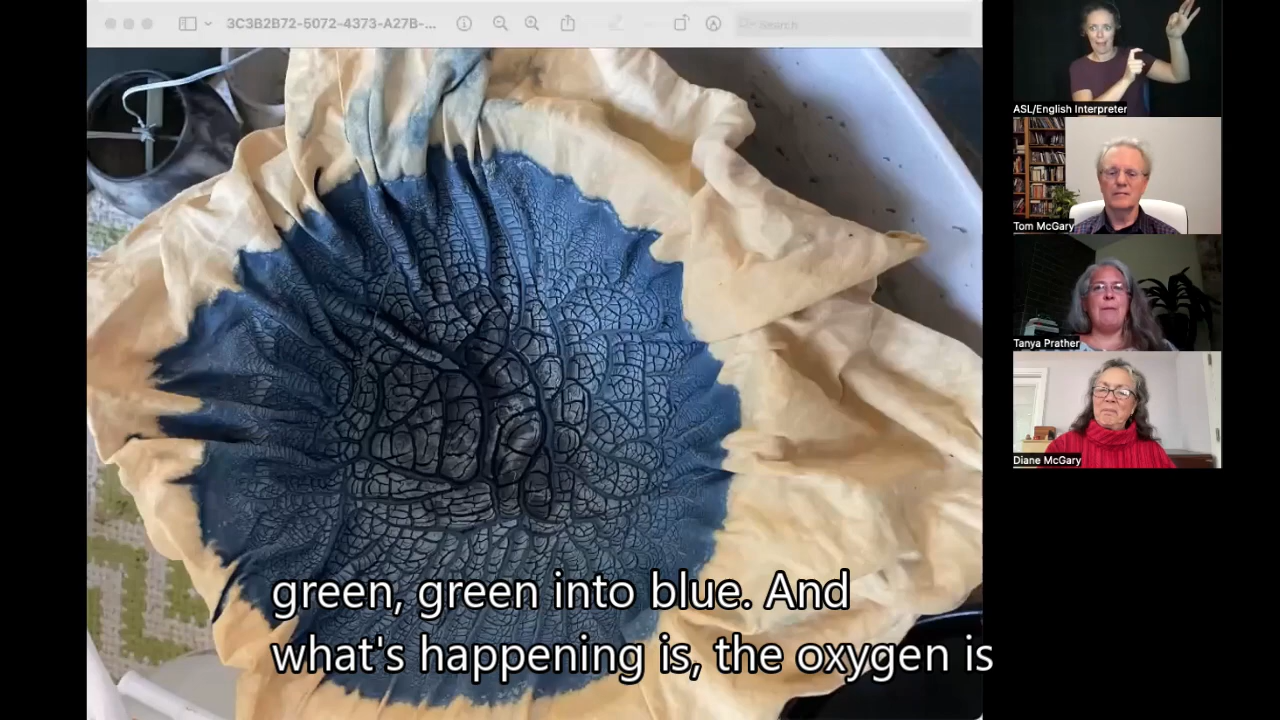 3C3B2B72-5072-4373-A27B-...
Search
ASL/English Interpreter
Tom McGary
Tanya Prather
Diane McGary
green, green into blue. And
what's happening is, the oxygen is